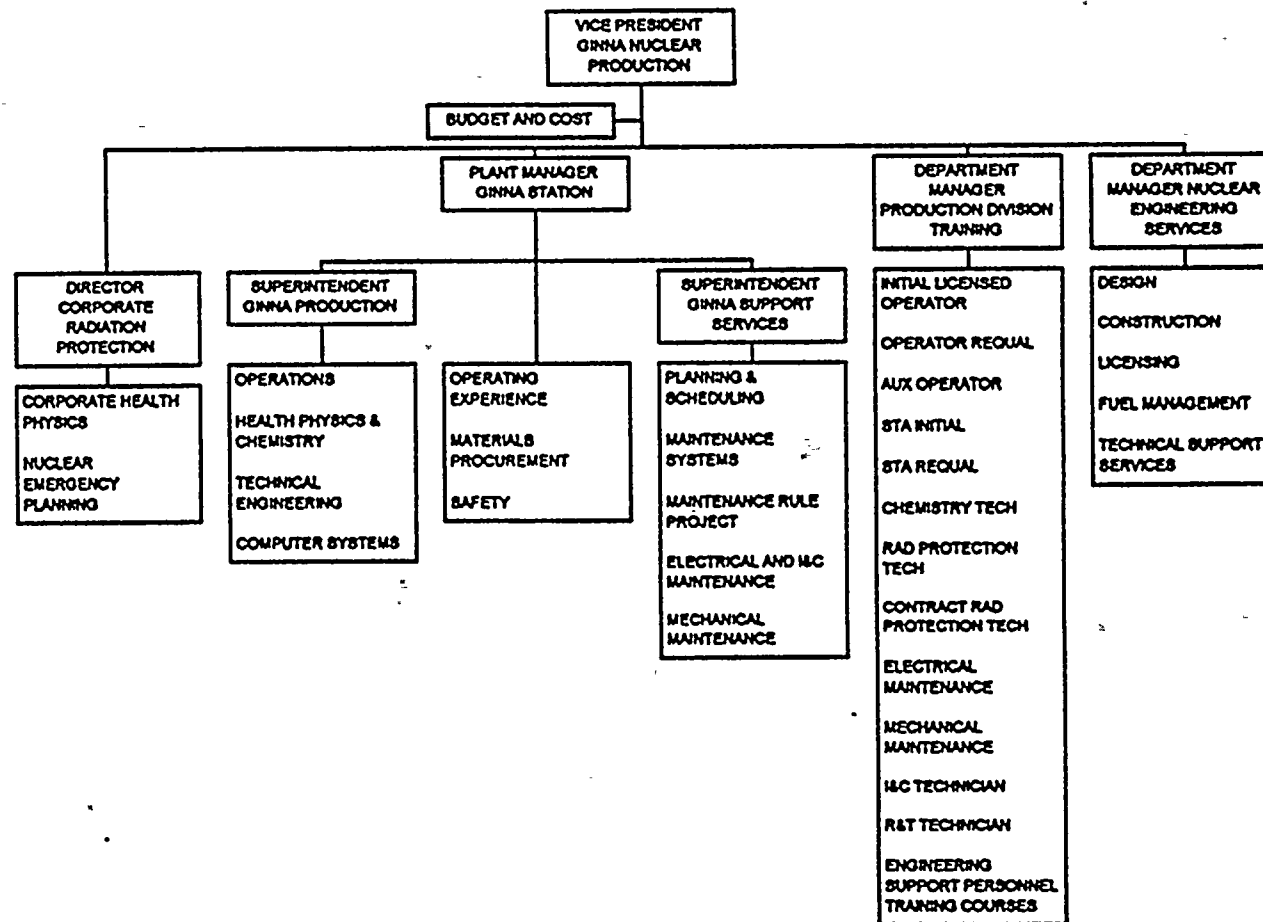 VICE PRESIDENT
GINNA NUCLEAR
PRODUCTION
BUDGET AND COST
PLANT MANAGER
GINNA STATION
DEPARTMENT
MANAGER
PRODUCTION DIVISION
TRAINING
DEPARTMENT
MANAGER NUCLEAR
ENGINEERING
SERVICES
DIRECTOR
CORPORATE
RADIATION
PROTECTION
SUPERINTENDENT
GINNA PRODUCTION
SUPERINTENDENT
GINNA SUPPORT
SERVICES
CORPORATE HEALTH
PHYSICS
NUCLEAR
EMERGENCY
PLANNING
OPERATIONS
HEALTH PHYSICS &
CHEMISTRY
TECHNICAL
ENGINEERING
COMPUTER SYSTEMS
OPERATING
EXPERIENCE
MATERIALS
PROCUREMENT
SAFETY
PLANNING &
SCHEDULING
MAINTENANCE
SYSTEMS
MAINTENANCE RULE
PROJECT
ELECTRICAL AND I&C
MAINTENANCE
MECHANICAL
MAINTENANCE
INITIAL LICENSED
OPERATOR
OPERATOR REQUAL
AUX OPERATOR
STA INITIAL
STA REQUAL
CHEMISTRY TECH
RAD PROTECTION
TECH
CONTRACT RAD
PROTECTION TECH
ELECTRICAL
MAINTENANCE
MECHANICAL
MAINTENANCE
I&C TECHNICIAN
R&T TECHNICIAN
ENGINEERING
SUPPORT PERSONNEL
TRAINING COURSES
DESIGN
CONSTRUCTION
LICENSING
FUEL MANAGEMENT
TECHNICAL SUPPORT
SERVICES